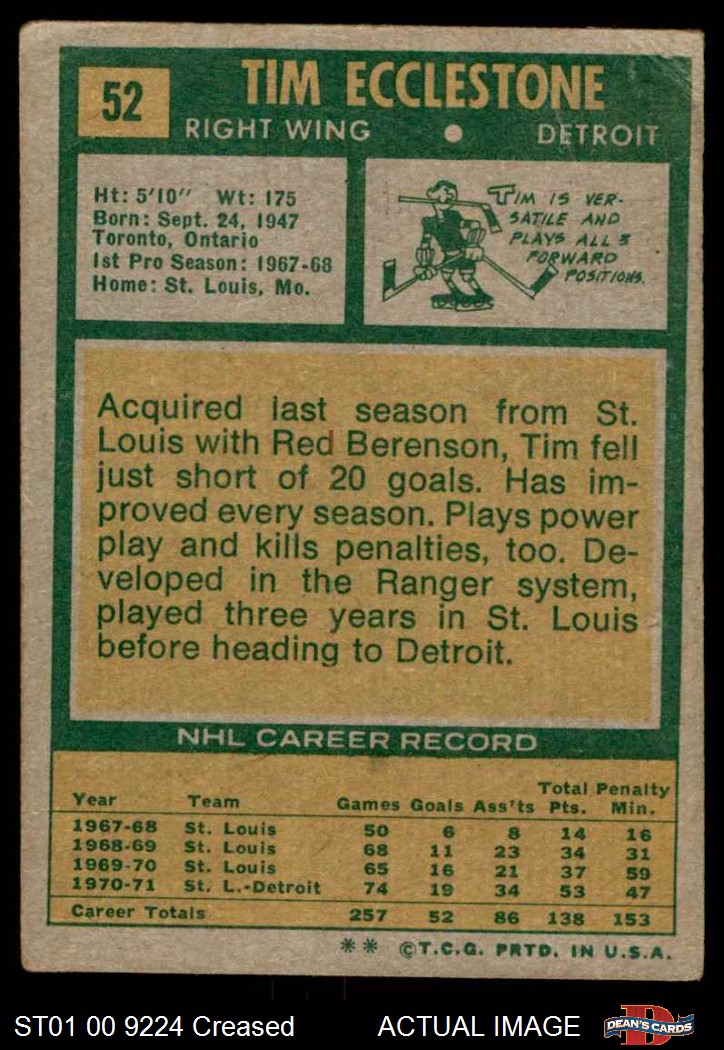 52
TIM ECCLESTONE
RIGHT WING • DETROIT
Ht: 5'10" Wt: 175
Born: Sept. 24, 1947
Toronto, Ontario
1st Pro Season: 1967-68
Home: St. Louis, Mo.
TIM IS VER-
SATILE AND
PLAYS ALL 3
FORWARD
POSITIONS.
Acquired last season from St.
Louis with Red Berenson, Tim fell
just short of 20 goals. Has im-
proved every season. Plays power
play and kills penalties, too. De-
veloped in the Ranger system,
played three years in St. Louis
before heading to Detroit.
NHL CAREER RECORD
Year Team Games Goals Ass'ts Total Pts. Penalty Min.
1967-68 St. Louis 50 6 8 14 16
1968-69 St. Louis 68 11 23 34 31
1969-70 St. Louis 65 16 21 37 59
1970-71 St. L.-Detroit 74 19 34 53 47
Career Totals 257 52 86 138 153
** ©T.C.G. PRTD. IN U.S.A.
ST01 00 9224 Creased ACTUAL IMAGE
D
DEAN'S CARDS